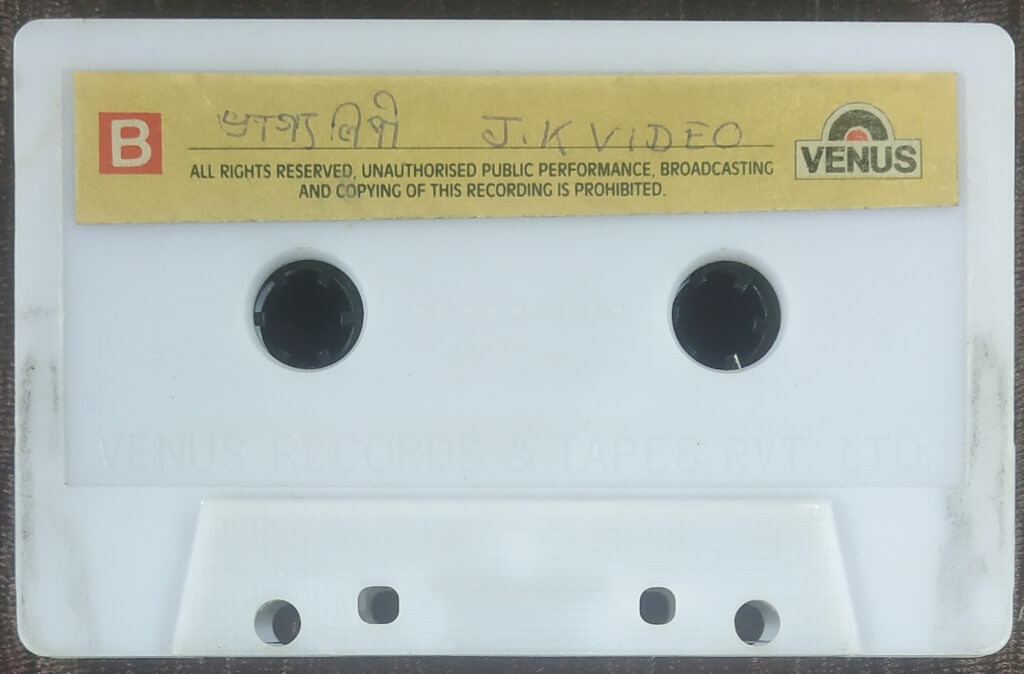 B
J.K VIDEO
ALL RIGHTS RESERVED, UNAUTHORISED PUBLIC PERFORMANCE, BROADCASTING
AND COPYING OF THIS RECORDING IS PROHIBITED.
VENUS
VENUS RECORDS & TAPES PVT. LTD.